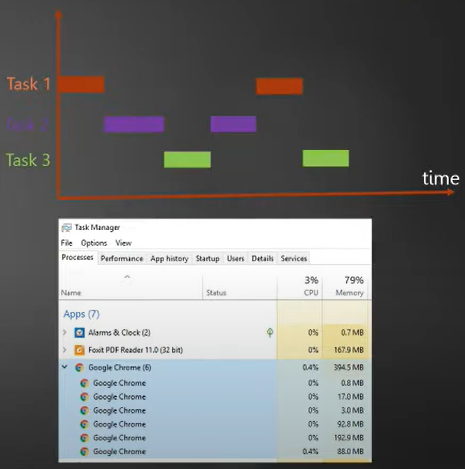 Task 1
Task 2
Task 3
time
Task Manager
File Options View
Processes Performance App history Startup Users Details Services
3% 79%
Name Status CPU Memory
Apps (7)
Alarms & Clock (2) 0% 0.7 MB
Foxit PDF Reader 11.0 (32 bit) 0% 167.9 MB
Google Chrome (6) 0.4% 394.5 MB
Google Chrome 0% 0.8 MB
Google Chrome 0% 17.0 MB
Google Chrome 0% 3.0 MB
Google Chrome 0% 92.8 MB
Google Chrome 0% 192.9 MB
Google Chrome 0.4% 88.0 MB